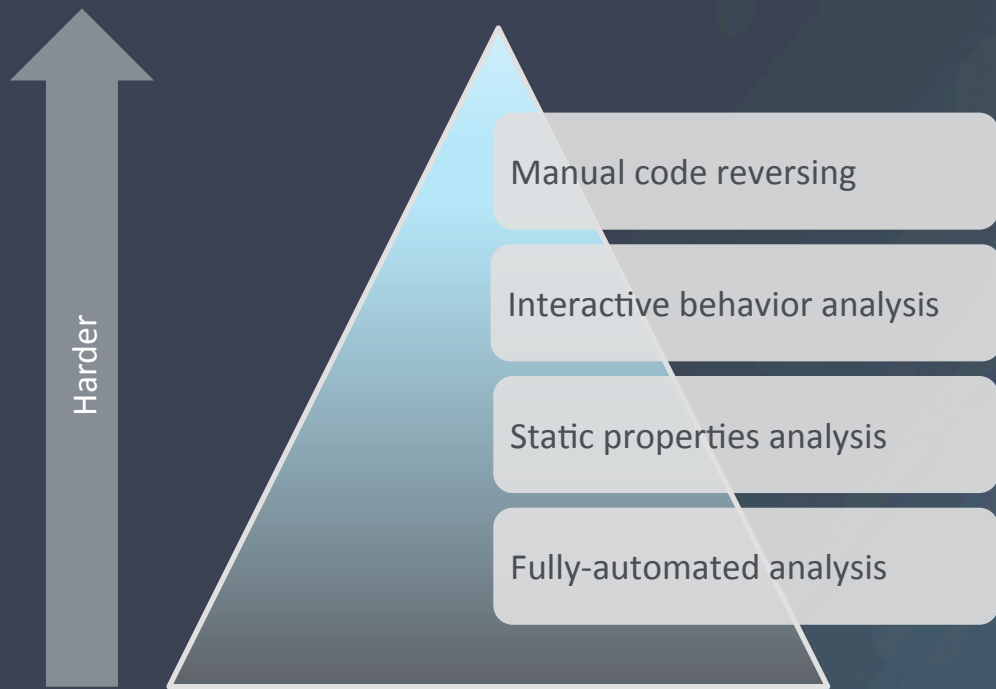 Harder
Manual code reversing
Interactive behavior analysis
Static properties analysis
Fully-automated analysis